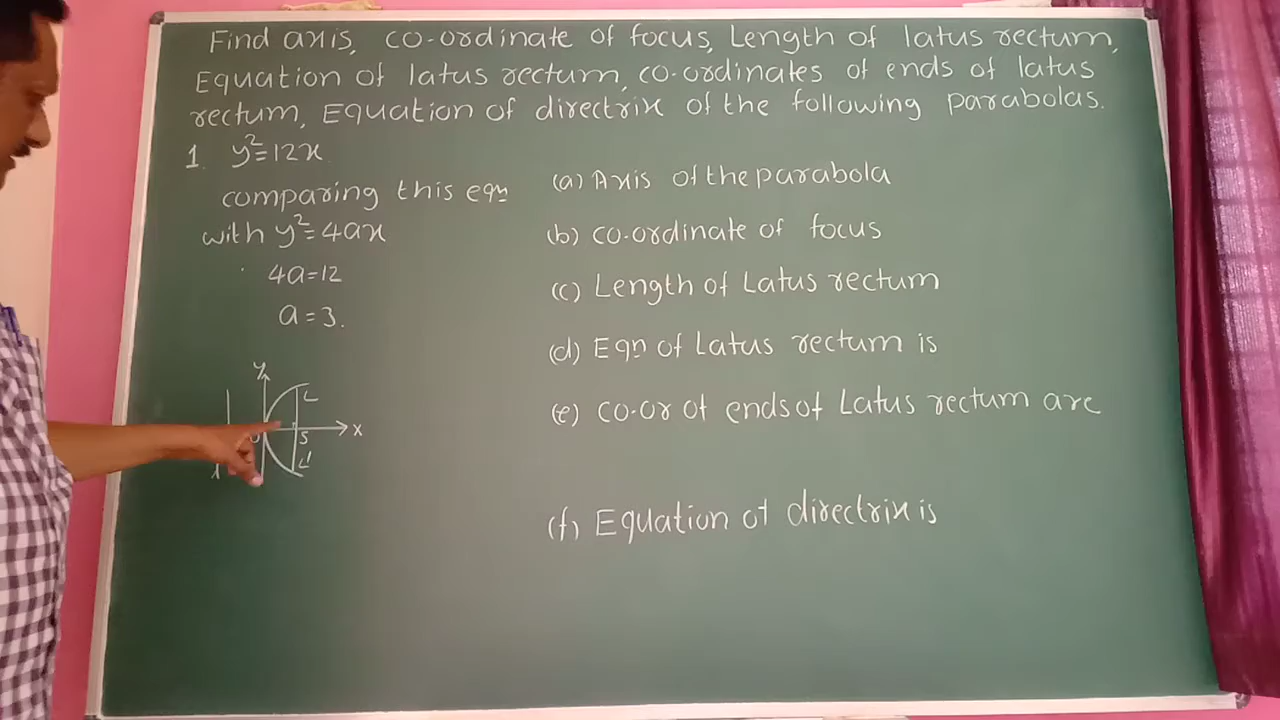 Find axis, co-ordinate of focus, Length of latus rectum,
Equation of latus rectum, co-ordinates of ends of latus
rectum, Equation of directrix of the following parabolas.
1. y²=12x
comparing this eqn
with y²=4ax
4a=12
a=3.
Y
L
X
S
L'
(a) Axis of the parabola
(b) co-ordinate of focus
(c) Length of Latus rectum
(d) Eqn of Latus rectum is
(e) co-or of ends of Latus rectum are
(f) Equation of directrix is